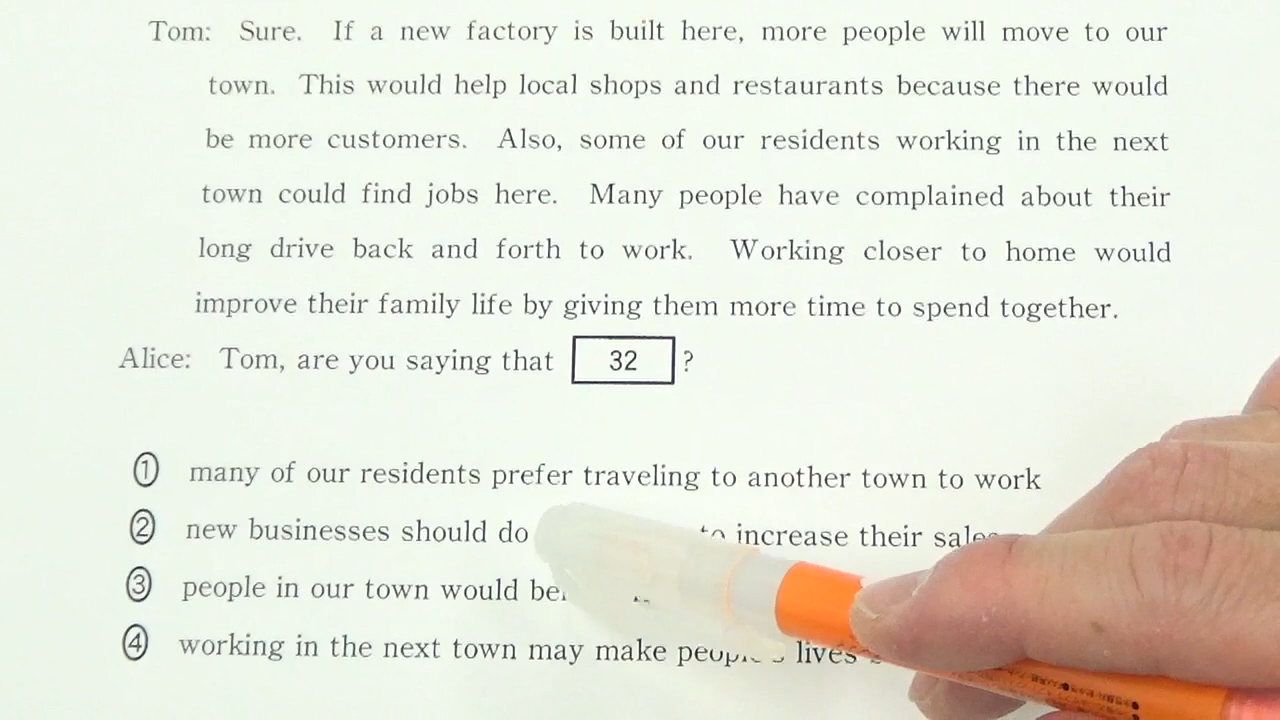 Tom: Sure. If a new factory is built here, more people will move to our
town. This would help local shops and restaurants because there would
be more customers. Also, some of our residents working in the next
town could find jobs here. Many people have complained about their
long drive back and forth to work. Working closer to home would
improve their family life by giving them more time to spend together.
Alice: Tom, are you saying that 32 ?
① many of our residents prefer traveling to another town to work
② new businesses should do to increase their sales
③ people in our town would
④ working in the next town may make people's lives